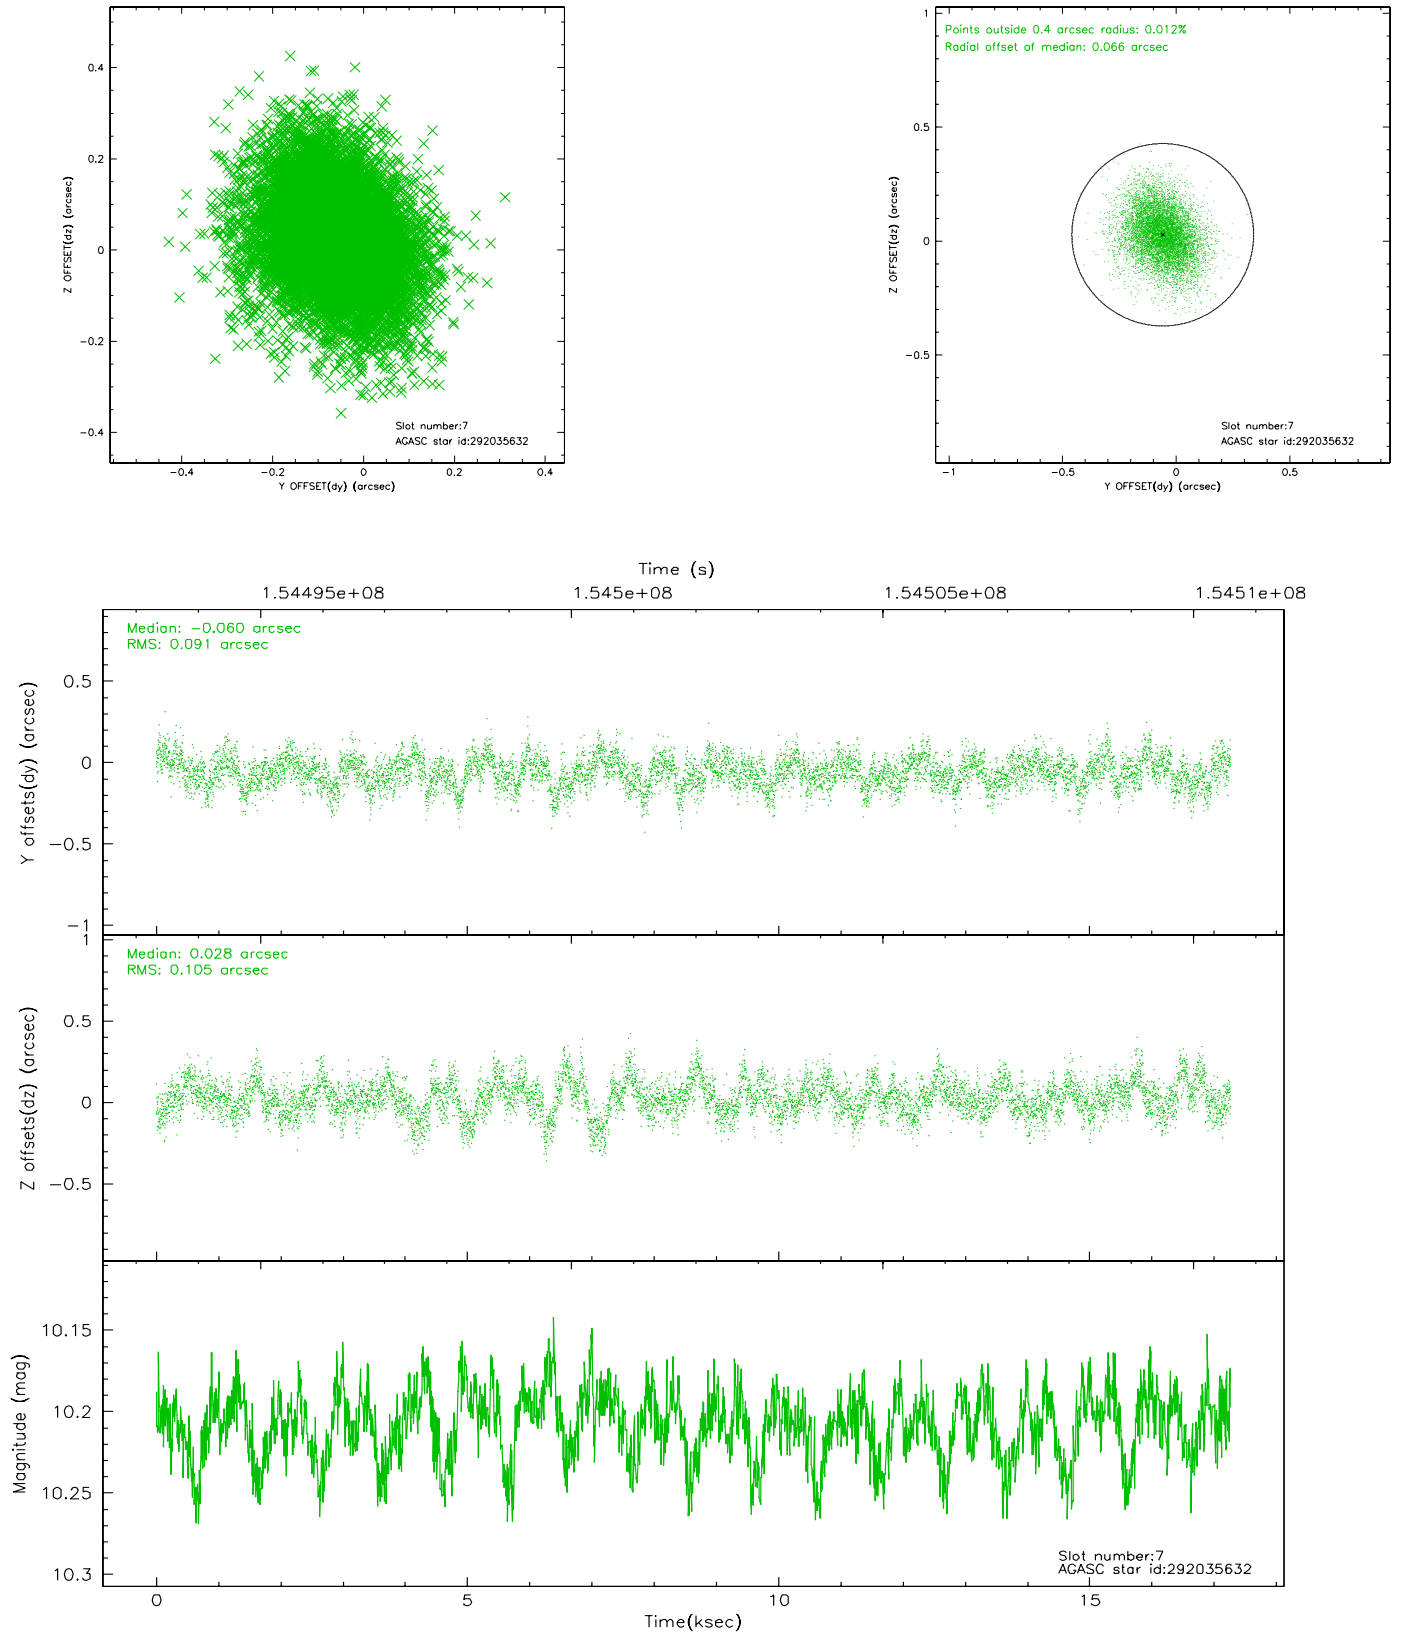 0.4
0.2
0
−0.2
−0.4
Z OFFSET(dz) (arcsec)
Slot number:7
AGASC star id:292035632
−0.4
−0.2
0
0.2
0.4
Y OFFSET(dy) (arcsec)
Points outside 0.4 arcsec radius: 0.012%
Radial offset of median: 0.066 arcsec
1
0.5
0
−0.5
Z OFFSET(dz) (arcsec)
Slot number:7
AGASC star id:292035632
−1
−0.5
0
0.5
Y OFFSET(dy) (arcsec)
Time (s)
1.54495e+08
1.545e+08
1.54505e+08
1.5451e+08
Median: −0.060 arcsec
RMS: 0.091 arcsec
0.5
0
−0.5
−1
Y offsets(dy) (arcsec)
Median: 0.028 arcsec
RMS: 0.105 arcsec
1
0.5
0
−0.5
Z offsets(dz) (arcsec)
10.15
10.2
10.25
10.3
Magnitude (mag)
Slot number:7
AGASC star id:292035632
0
5
10
15
Time(ksec)